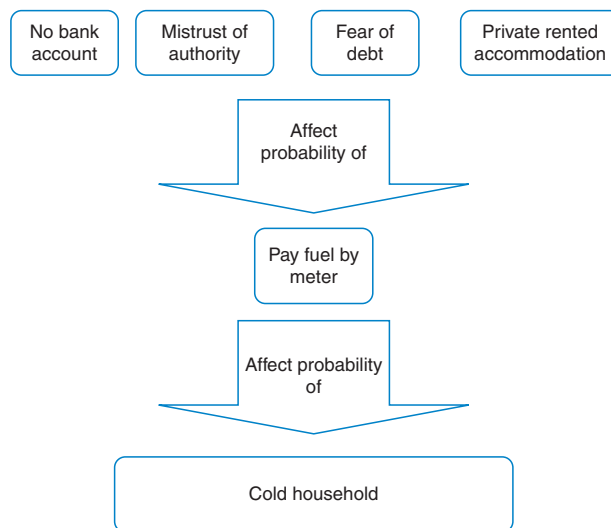 No bank
account
Mistrust of
authority
Fear of
debt
Private rented
accommodation
Affect
probability of
Pay fuel by
meter
Affect probability
of
Cold household